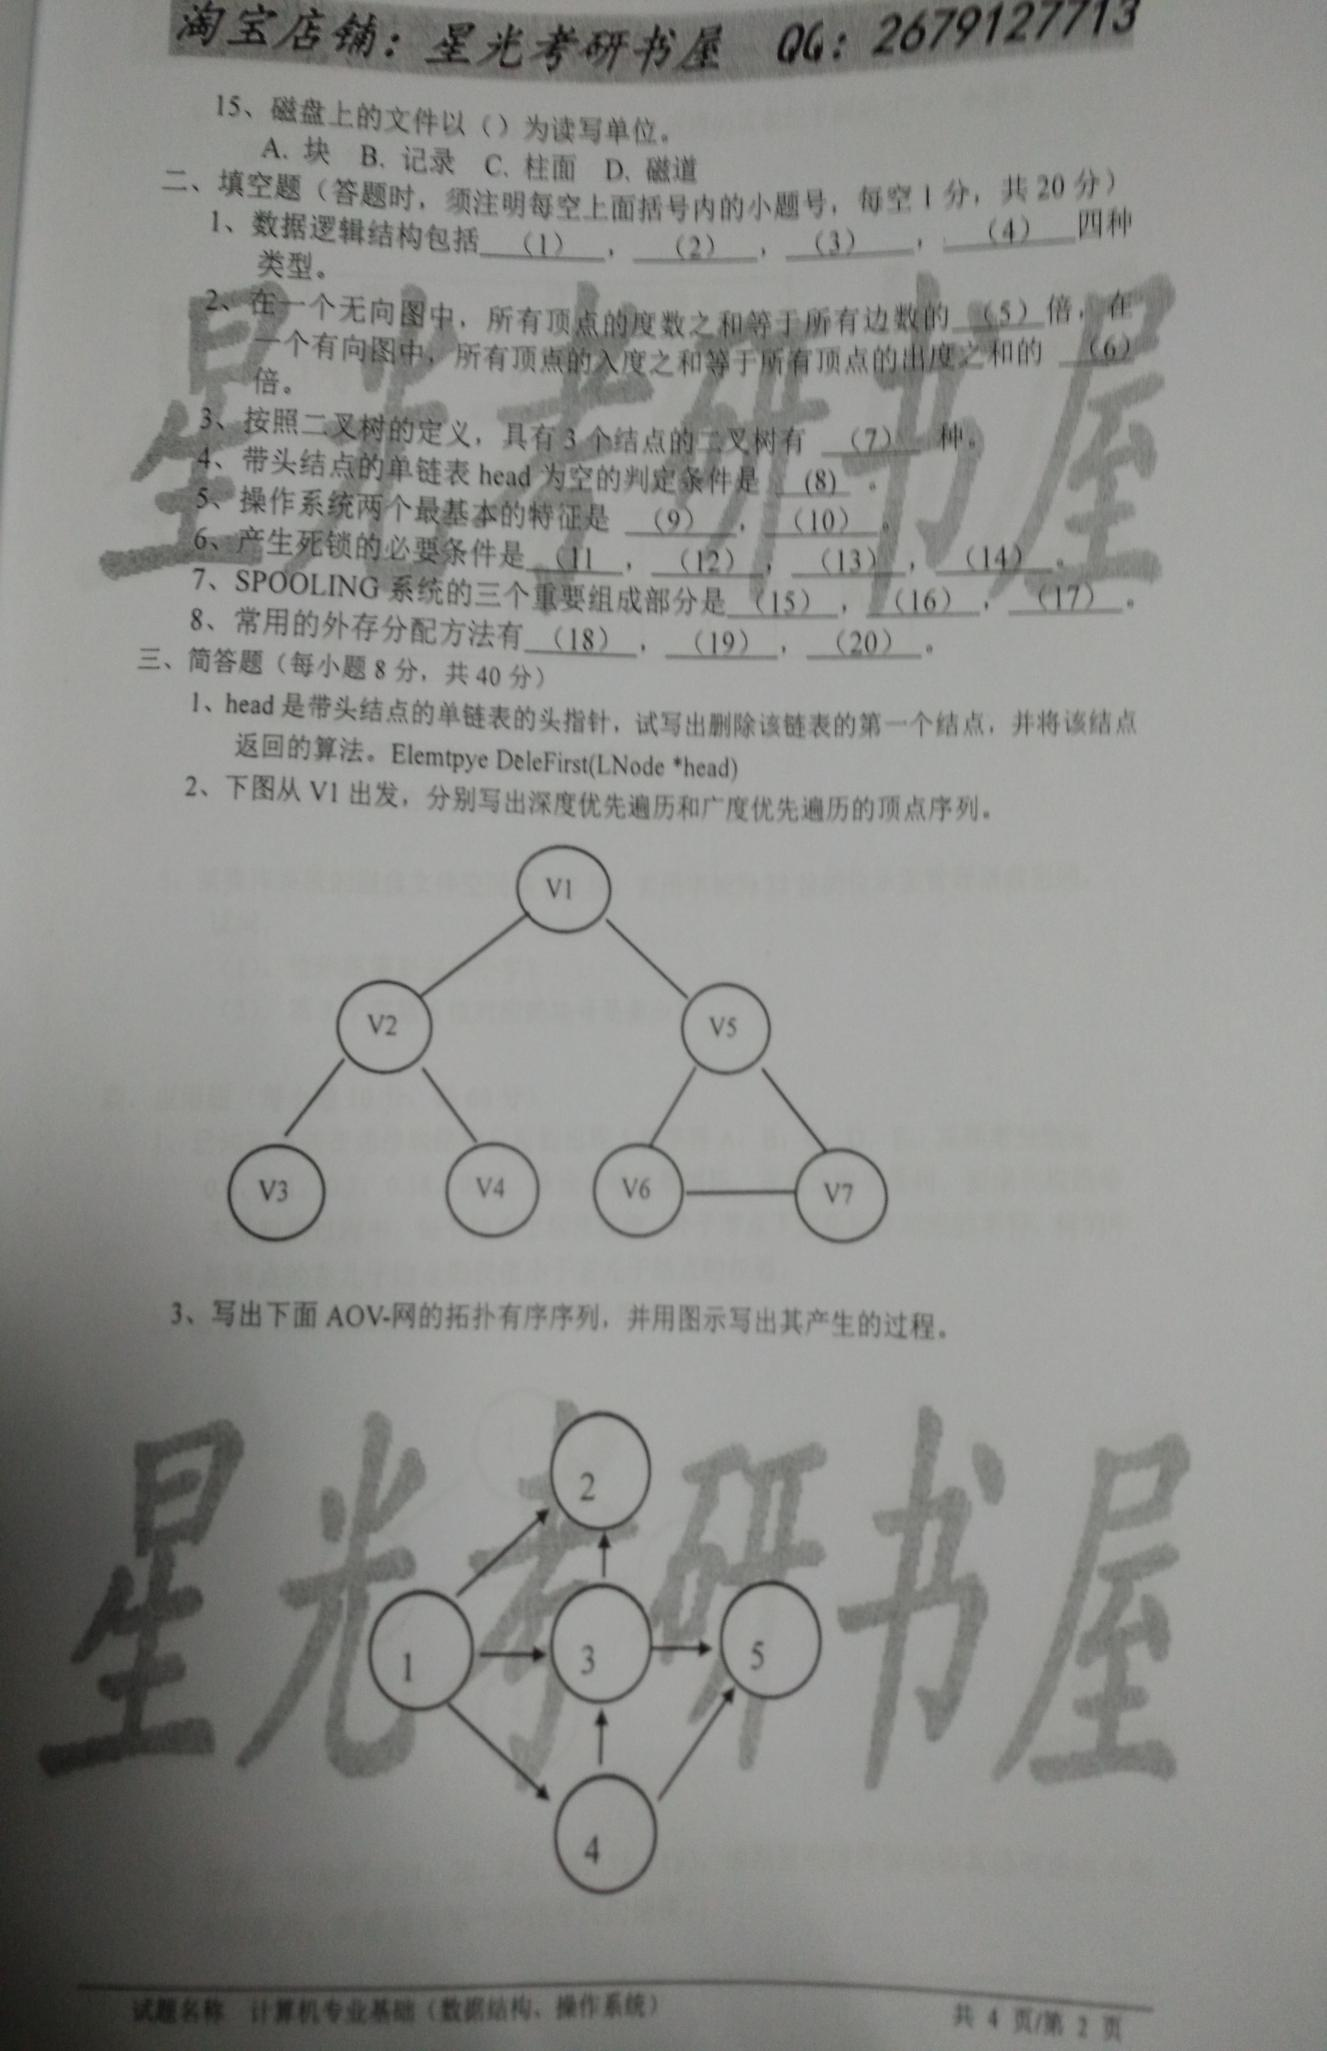 淘宝店铺：星光考研书屋 QQ：2679127713
15、磁盘上的文件以（）为读写单位。
A. 块 B. 记录 C. 柱面 D. 磁道
二、填空题（答题时，须注明每空上面括号内的小题号，每空1分，共20分）
1、数据逻辑结构包括 （1） ， （2） ， （3） ， （4） 四种
类型。
2、在一个无向图中，所有顶点的度数之和等于所有边数的 （5）倍，在
一个有向图中，所有顶点的入度之和等于所有顶点的出度之和的 （6）
倍。
3、按照二叉树的定义，具有3个结点的二叉树有 （7） 种。
4、带头结点的单链表head为空的判定条件是 (8) 。
5、操作系统两个最基本的特征是 （9） ， （10） 。
6、产生死锁的必要条件是 （11 ， （12） ， （13） ， （14） 。
7、SPOOLING系统的三个重要组成部分是 （15） ， （16） ， （17） 。
8、常用的外存分配方法有 （18） ， （19） ， （20） 。
三、简答题（每小题8分，共40分）
1、head是带头结点的单链表的头指针，试写出删除该链表的第一个结点，并将该结点
返回的算法。Elemtpye DeleFirst(LNode *head)
2、下图从V1出发，分别写出深度优先遍历和广度优先遍历的顶点序列。
V1
V2 V5
V3 V4 V6 V7
3、写出下面AOV-网的拓扑有序序列，并用图示写出其产生的过程。
2
1 3 5
4
星光考研书屋
星光考研书屋
试题名称 计算机专业基础（数据结构、操作系统） 共 4 页/第 2 页